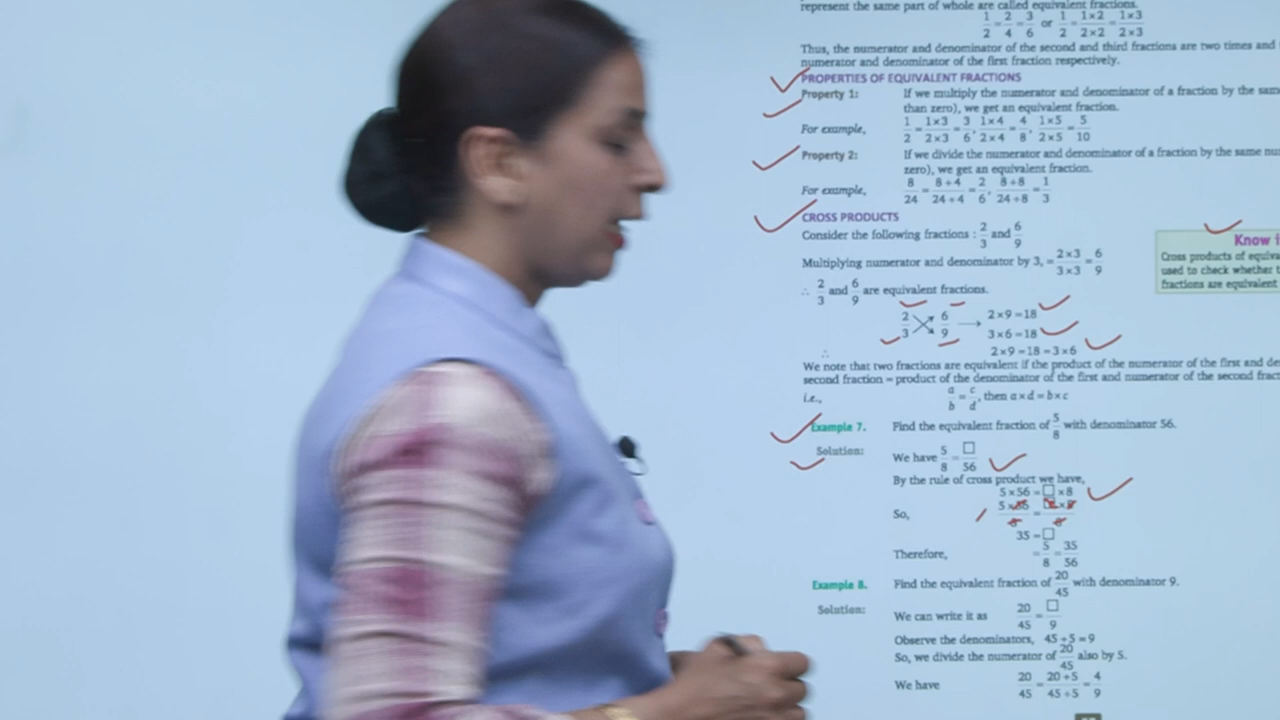 represent the same part of whole are called equivalent fractions.
1/2 = 2/4 = 3/6 or 1/2 = 1×2/2×2 = 1×3/2×3
Thus, the numerator and denominator of the second and third fractions are two times and
numerator and denominator of the first fraction respectively.
PROPERTIES OF EQUIVALENT FRACTIONS
Property 1: If we multiply the numerator and denominator of a fraction by the sam
than zero), we get an equivalent fraction.
For example, 1/2 = 1×3/2×3 = 3/6, 1×4/2×4 = 4/8, 1×5/2×5 = 5/10
Property 2: If we divide the numerator and denominator of a fraction by the same nu
zero), we get an equivalent fraction.
For example, 8/24 = 8÷4/24÷4 = 2/6, 8÷8/24÷8 = 1/3
CROSS PRODUCTS
Consider the following fractions : 2/3 and 6/9
Multiplying numerator and denominator by 3, = 2×3/3×3 = 6/9
∴ 2/3 and 6/9 are equivalent fractions.
2/3 6/9 → 2×9=18
3×6=18
∴ 2×9=18=3×6
Know i
Cross products of equiva
used to check whether t
fractions are equivalent
We note that two fractions are equivalent if the product of the numerator of the first and de
second fraction = product of the denominator of the first and numerator of the second fract
i.e., a/b = c/d, then a×d=b×c
Example 7. Find the equivalent fraction of 5/8 with denominator 56.
Solution: We have 5/8 = □/56
By the rule of cross product we have,
5×56 = □×8
So, 5×56/8 = □×8/8
35 = □
Therefore, = 5/8 = 35/56
Example 8. Find the equivalent fraction of 20/45 with denominator 9.
Solution: We can write it as 20/45 = □/9
Observe the denominators, 45÷5=9
So, we divide the numerator of 20/45 also by 5.
We have 20/45 = 20÷5/45÷5 = 4/9